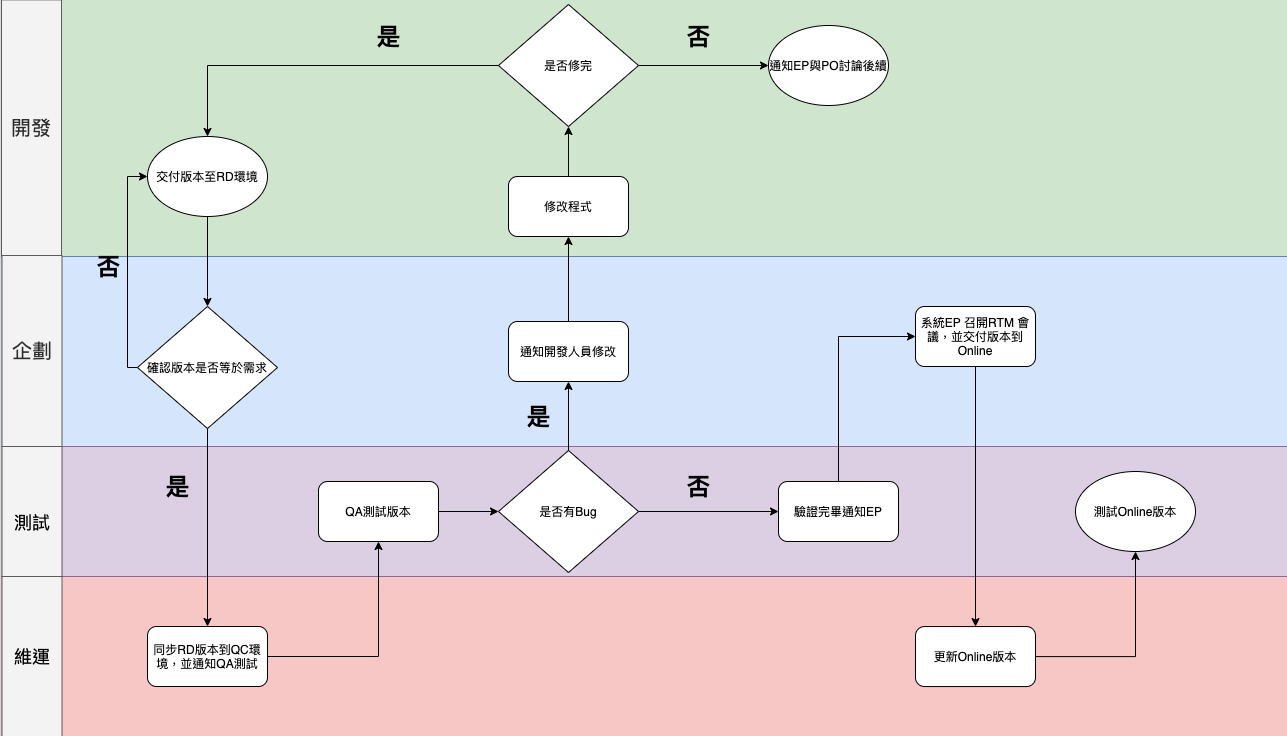 是
否
是否修完
通知EP與PO討論後續
開發
交付版本至RD環境
修改程式
否
企劃
確認版本是否等於需求
通知開發人員修改
系統EP 召開RTM 會
議，並交付版本到
Online
是
是
否
測試
QA測試版本
是否有Bug
驗證完畢通知EP
測試Online版本
維運
同步RD版本到QC環
境，並通知QA測試
更新Online版本